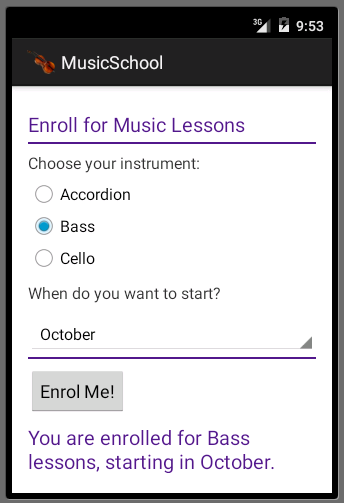 3G 9:53
MusicSchool
Enroll for Music Lessons
Choose your instrument:
Accordion
Bass
Cello
When do you want to start?
October
Enrol Me!
You are enrolled for Bass
lessons, starting in October.